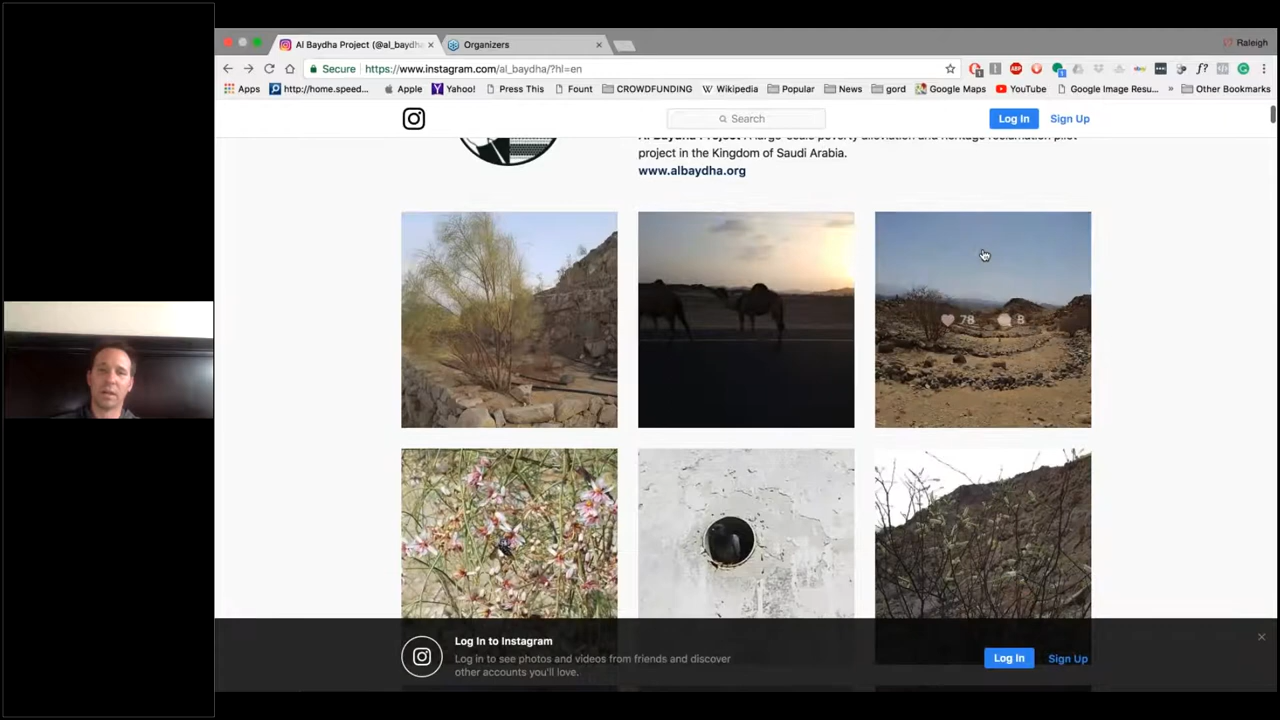 Al Baydha Project (@al_baydha
Organizers
Raleigh
Secure
https://www.instagram.com/al_baydha/?hl=en
Apps
http://home.speed...
Apple
Yahoo!
Press This
Fount
CROWDFUNDING
Wikipedia
Popular
News
gord
Google Maps
YouTube
Google Image Resu...
»
Other Bookmarks
Search
Log In
Sign Up
project in the Kingdom of Saudi Arabia.
www.albaydha.org
78
8
Log In to Instagram
Log in to see photos and videos from friends and discover
other accounts you'll love.
Log In
Sign Up